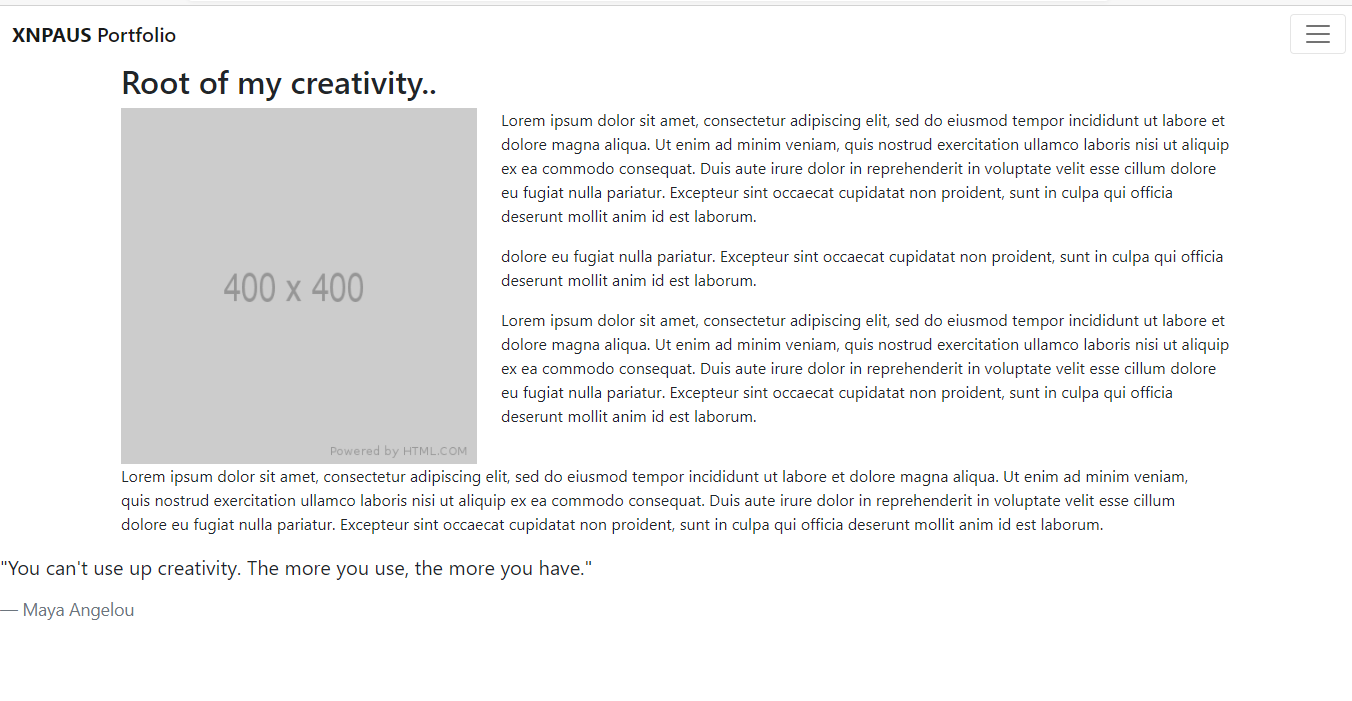 XNPAUS Portfolio
Root of my creativity..
400 x 400
Powered by HTML.COM
Lorem ipsum dolor sit amet, consectetur adipiscing elit, sed do eiusmod tempor incididunt ut labore et
dolore magna aliqua. Ut enim ad minim veniam, quis nostrud exercitation ullamco laboris nisi ut aliquip
ex ea commodo consequat. Duis aute irure dolor in reprehenderit in voluptate velit esse cillum dolore
eu fugiat nulla pariatur. Excepteur sint occaecat cupidatat non proident, sunt in culpa qui officia
deserunt mollit anim id est laborum.
dolore eu fugiat nulla pariatur. Excepteur sint occaecat cupidatat non proident, sunt in culpa qui officia
deserunt mollit anim id est laborum.
Lorem ipsum dolor sit amet, consectetur adipiscing elit, sed do eiusmod tempor incididunt ut labore et
dolore magna aliqua. Ut enim ad minim veniam, quis nostrud exercitation ullamco laboris nisi ut aliquip
ex ea commodo consequat. Duis aute irure dolor in reprehenderit in voluptate velit esse cillum dolore
eu fugiat nulla pariatur. Excepteur sint occaecat cupidatat non proident, sunt in culpa qui officia
deserunt mollit anim id est laborum.
Lorem ipsum dolor sit amet, consectetur adipiscing elit, sed do eiusmod tempor incididunt ut labore et dolore magna aliqua. Ut enim ad minim veniam,
quis nostrud exercitation ullamco laboris nisi ut aliquip ex ea commodo consequat. Duis aute irure dolor in reprehenderit in voluptate velit esse cillum
dolore eu fugiat nulla pariatur. Excepteur sint occaecat cupidatat non proident, sunt in culpa qui officia deserunt mollit anim id est laborum.
"You can't use up creativity. The more you use, the more you have."
— Maya Angelou